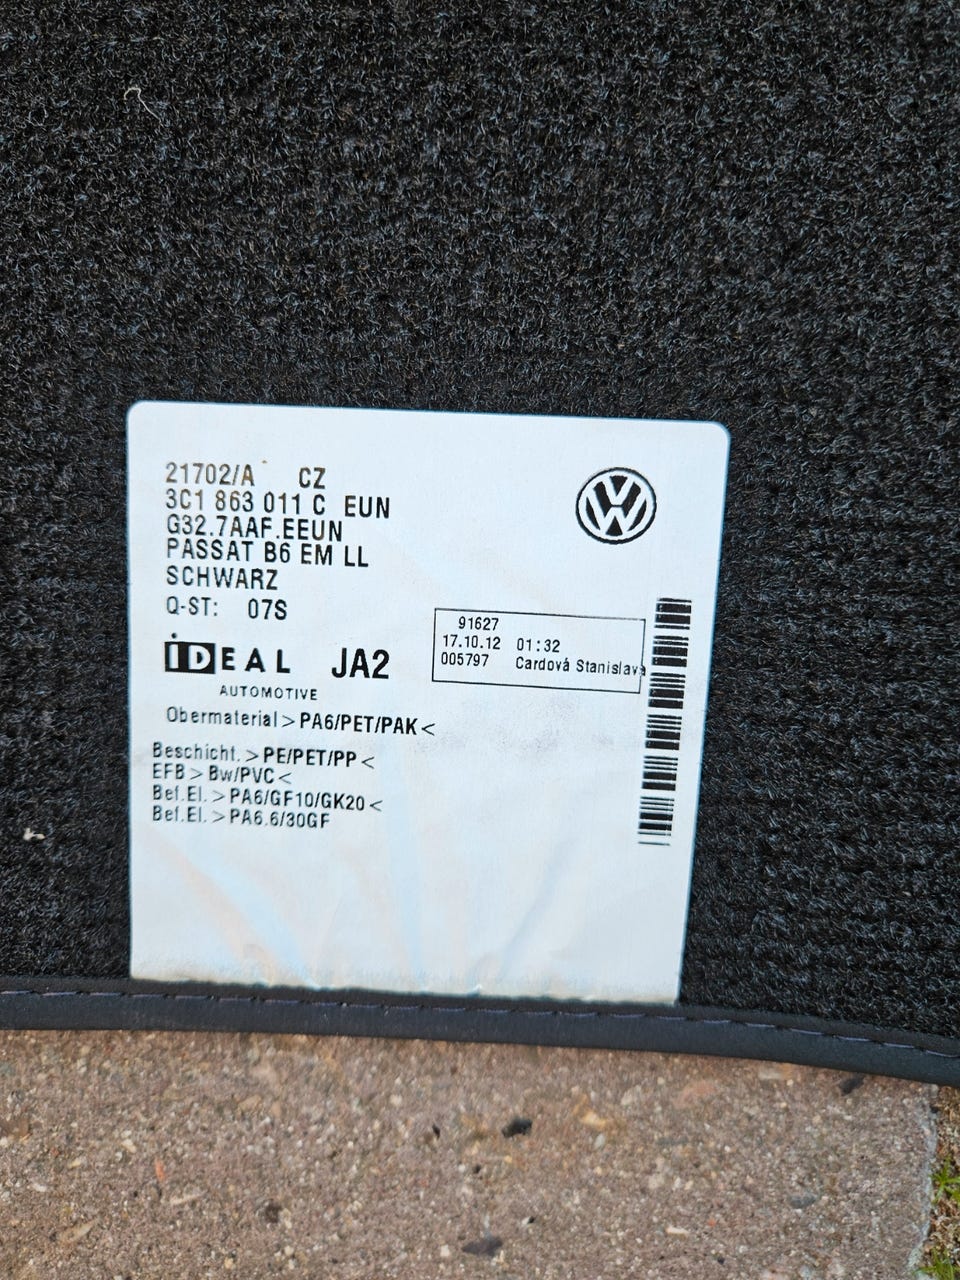 21702/A CZ
3C1 863 011 C EUN
G32.7AAF.EEUN
PASSAT B6 EM LL
SCHWARZ
Q-ST: 07S
91627
17.10.12 01:32
005797 Cardová Stanislava
iDEAL JA2
AUTOMOTIVE
Obermaterial >PA6/PET/PAK<
Beschicht. >PE/PET/PP<
EFB >Bw/PVC<
Bef.El. >PA6/GF10/GK20<
Bef.El. >PA6.6/30GF